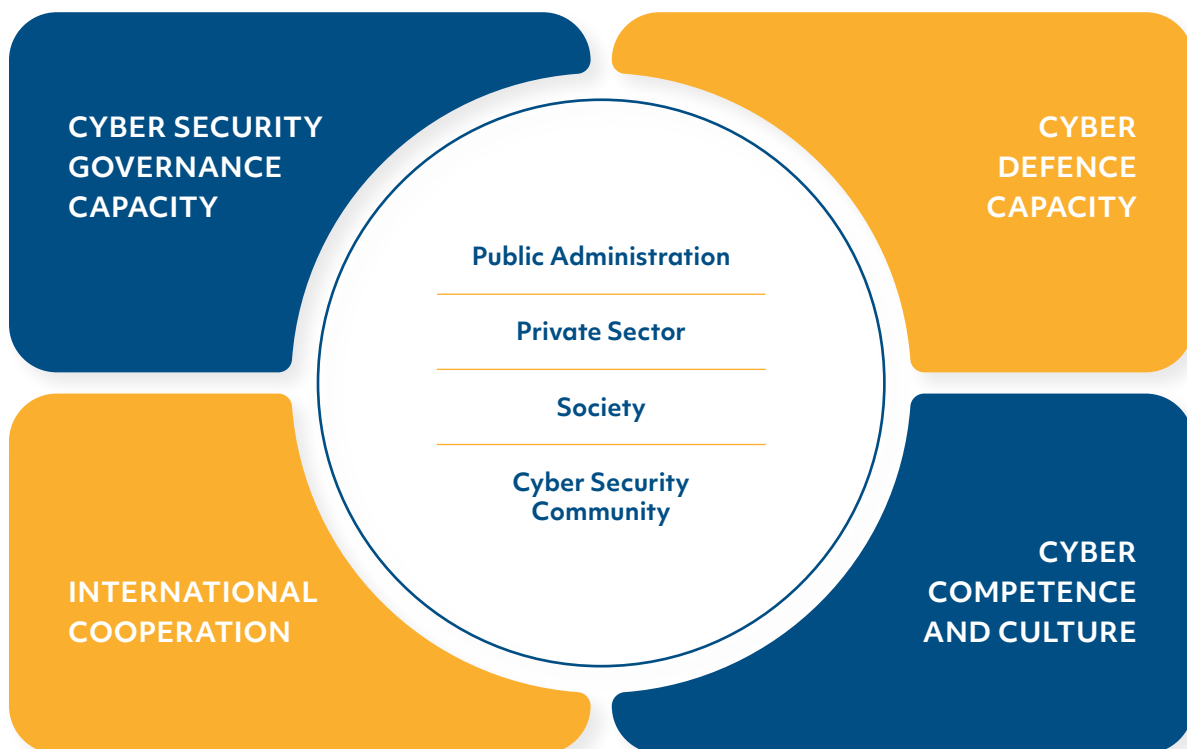 CYBER SECURITY
GOVERNANCE
CAPACITY
CYBER
DEFENCE
CAPACITY
Public Administration
Private Sector
Society
Cyber Security
Community
INTERNATIONAL
COOPERATION
CYBER
COMPETENCE
AND CULTURE